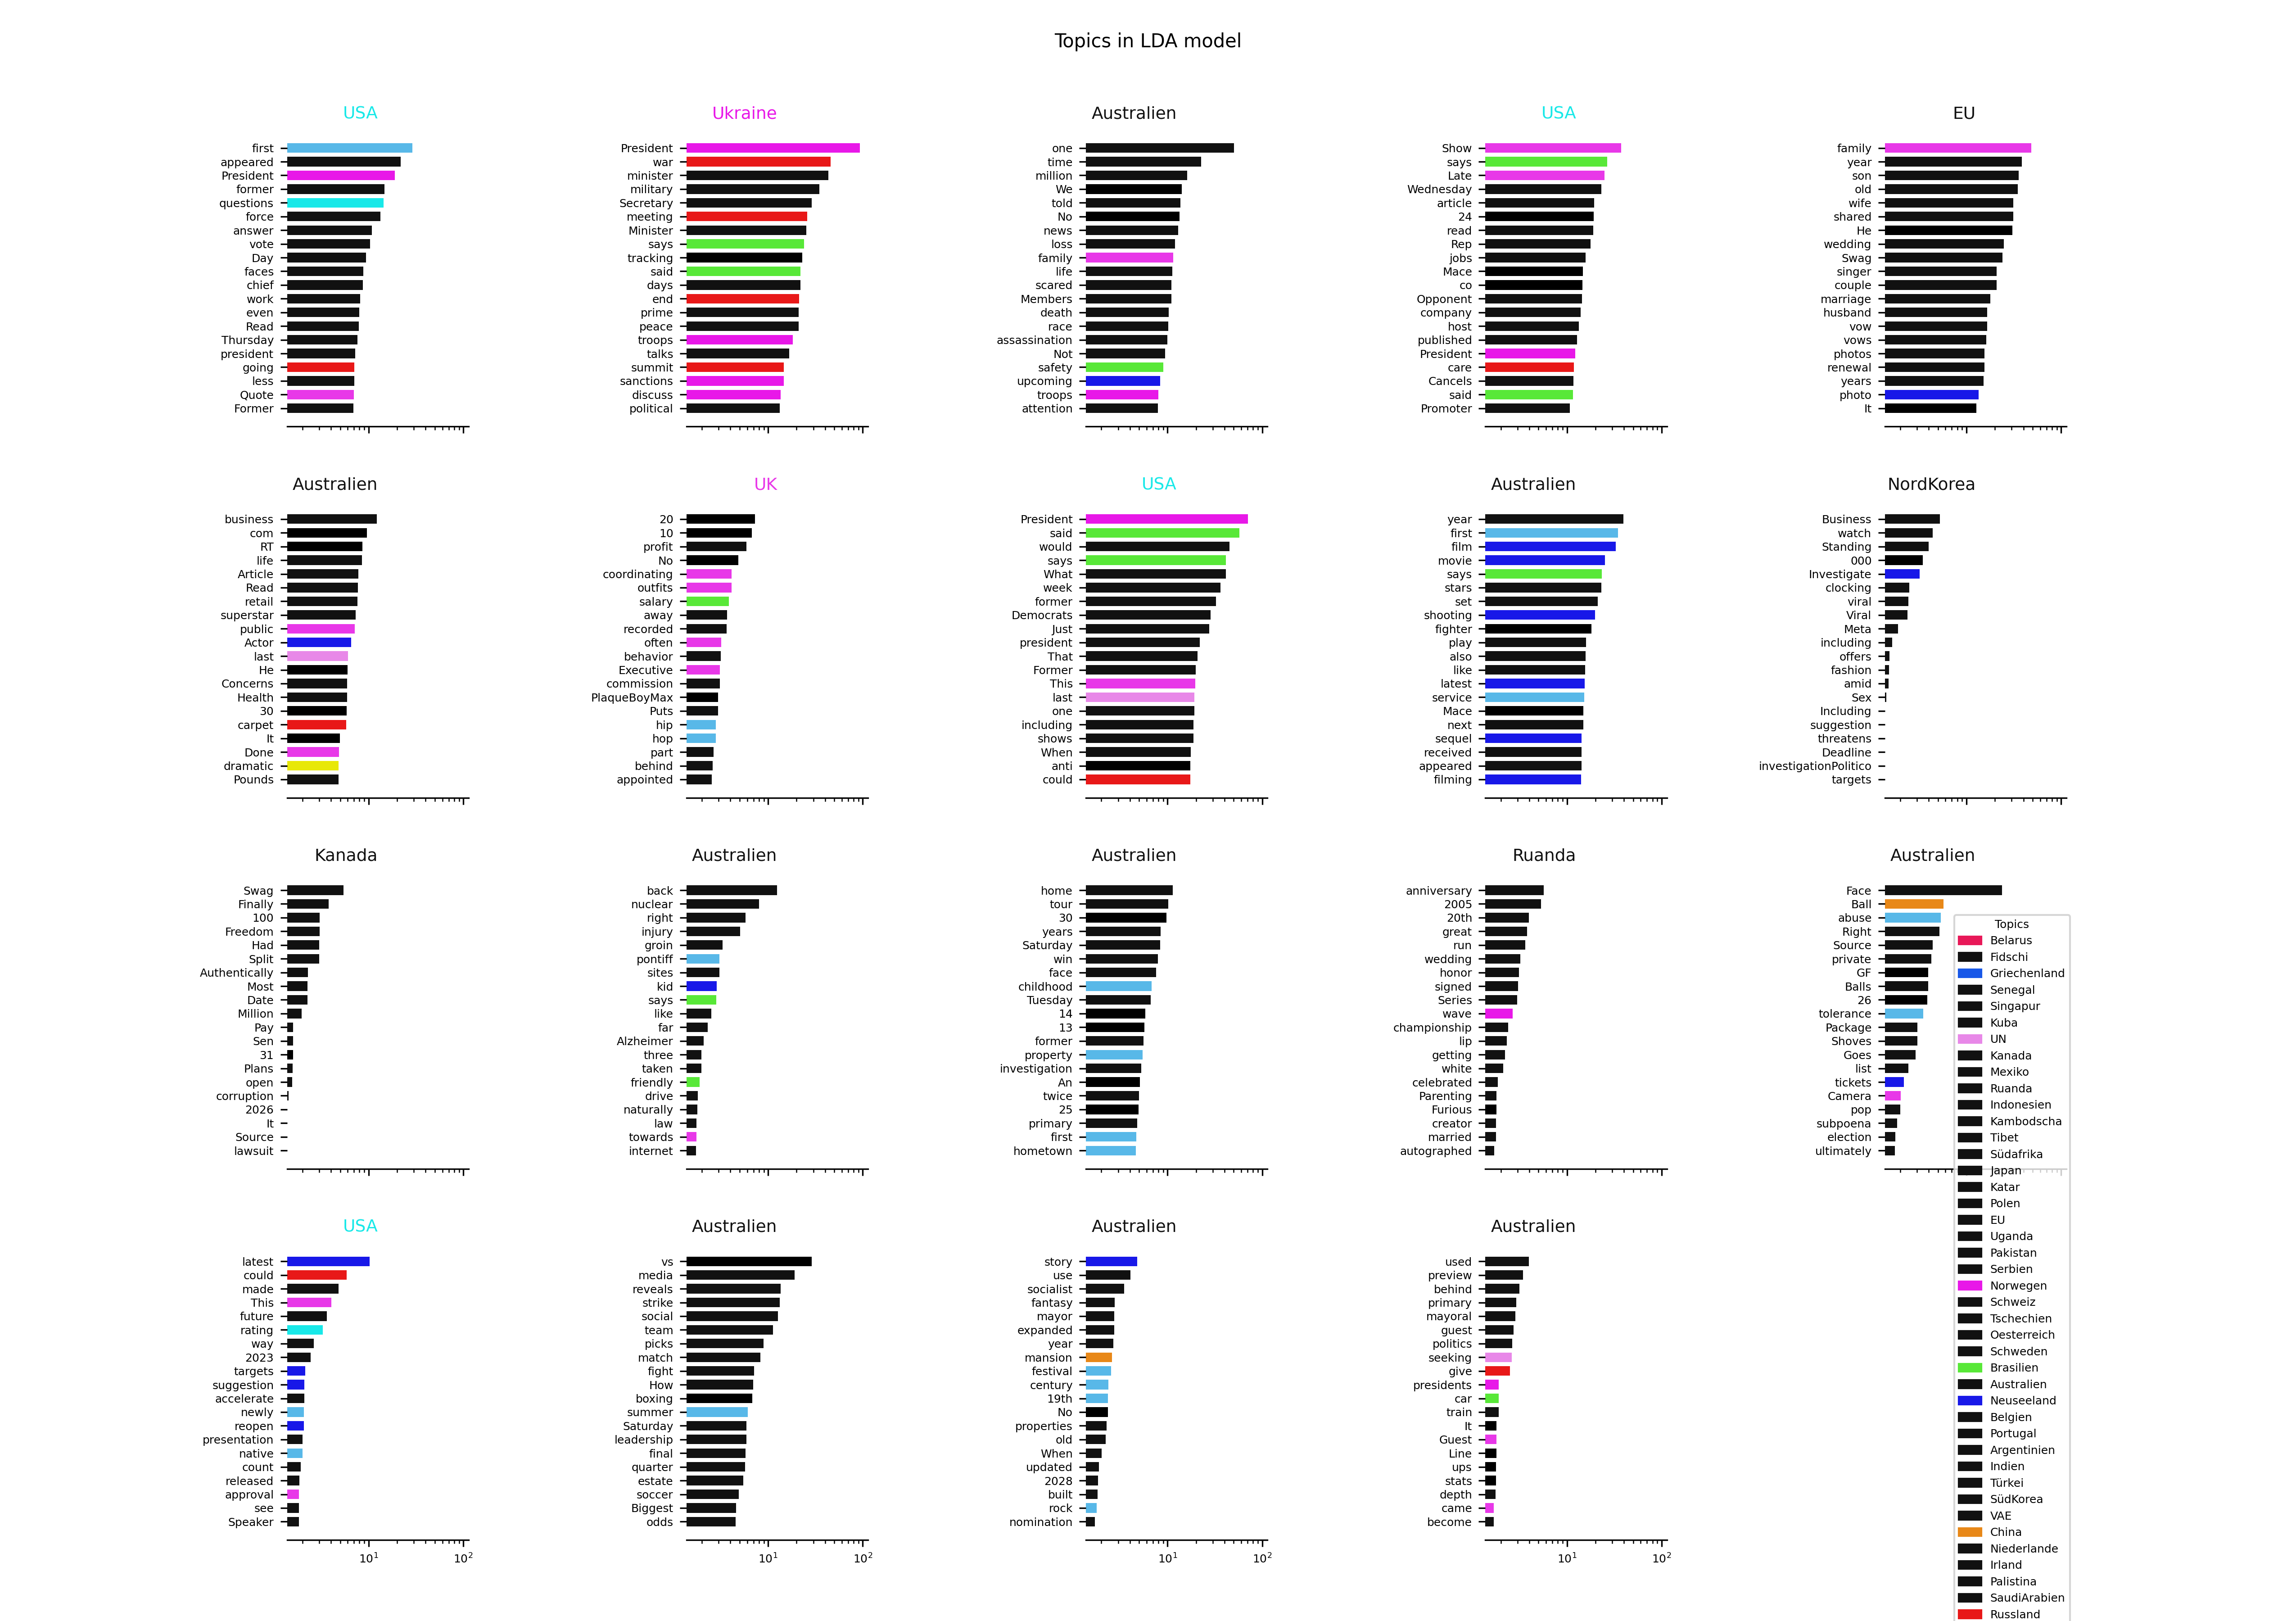 Topics in LDA model
USA
first
appeared
President
former
questions
force
answer
vote
Day
faces
chief
work
even
Read
Thursday
president
going
less
Quote
Former
Ukraine
President
war
minister
military
Secretary
meeting
Minister
says
tracking
said
days
end
prime
peace
troops
talks
summit
sanctions
discuss
political
Australien
one
time
million
We
told
No
news
loss
family
life
scared
Members
death
race
assassination
Not
safety
upcoming
troops
attention
USA
Show
says
Late
Wednesday
article
24
read
Rep
jobs
Mace
co
Opponent
company
host
published
President
care
Cancels
said
Promoter
EU
family
year
son
old
wife
shared
He
wedding
Swag
singer
couple
marriage
husband
vow
vows
photos
renewal
years
photo
It
Australien
business
com
RT
life
Article
Read
retail
superstar
public
Actor
last
He
Concerns
Health
30
carpet
It
Done
dramatic
Pounds
UK
20
10
profit
No
coordinating
outfits
salary
away
recorded
often
behavior
Executive
commission
PlaqueBoyMax
Puts
hip
hop
part
behind
appointed
USA
President
said
would
says
What
week
former
Democrats
Just
president
That
Former
This
last
one
including
shows
When
anti
could
Australien
year
first
film
movie
says
stars
set
shooting
fighter
play
also
like
latest
service
Mace
next
sequel
received
appeared
filming
NordKorea
Business
watch
Standing
000
Investigate
clocking
viral
Viral
Meta
including
offers
fashion
amid
Sex
Including
suggestion
threatens
Deadline
investigationPolitico
targets
Kanada
Swag
Finally
100
Freedom
Had
Split
Authentically
Most
Date
Million
Pay
Sen
31
Plans
open
corruption
2026
It
Source
lawsuit
Australien
back
nuclear
right
injury
groin
pontiff
sites
kid
says
like
far
Alzheimer
three
taken
friendly
drive
naturally
law
towards
internet
Australien
home
tour
30
years
Saturday
win
face
childhood
Tuesday
14
13
former
property
investigation
An
twice
25
primary
first
hometown
Ruanda
anniversary
2005
20th
great
run
wedding
honor
signed
Series
wave
championship
lip
getting
white
celebrated
Parenting
Furious
creator
married
autographed
Australien
Face
Ball
abuse
Right
Source
private
GF
Balls
26
tolerance
Package
Shoves
Goes
list
tickets
Camera
pop
subpoena
election
ultimately
USA
latest
could
made
This
future
rating
way
2023
targets
suggestion
accelerate
newly
reopen
presentation
native
count
released
approval
see
Speaker
10¹ 10²
Australien
vs
media
reveals
strike
social
team
picks
match
fight
How
boxing
summer
Saturday
leadership
final
quarter
estate
soccer
Biggest
odds
10¹ 10²
Australien
story
use
socialist
fantasy
mayor
expanded
year
mansion
festival
century
19th
No
properties
old
When
updated
2028
built
rock
nomination
10¹ 10²
Australien
used
preview
behind
primary
mayoral
guest
politics
seeking
give
presidents
car
train
It
Guest
Line
ups
stats
depth
came
become
10¹ 10²
Topics
Belarus
Fidschi
Griechenland
Senegal
Singapur
Kuba
UN
Kanada
Mexiko
Ruanda
Indonesien
Kambodscha
Tibet
Südafrika
Japan
Katar
Polen
EU
Uganda
Pakistan
Serbien
Norwegen
Schweiz
Tschechien
Oesterreich
Schweden
Brasilien
Australien
Neuseeland
Belgien
Portugal
Argentinien
Indien
Türkei
SüdKorea
VAE
China
Niederlande
Irland
Palistina
SaudiArabien
Russland